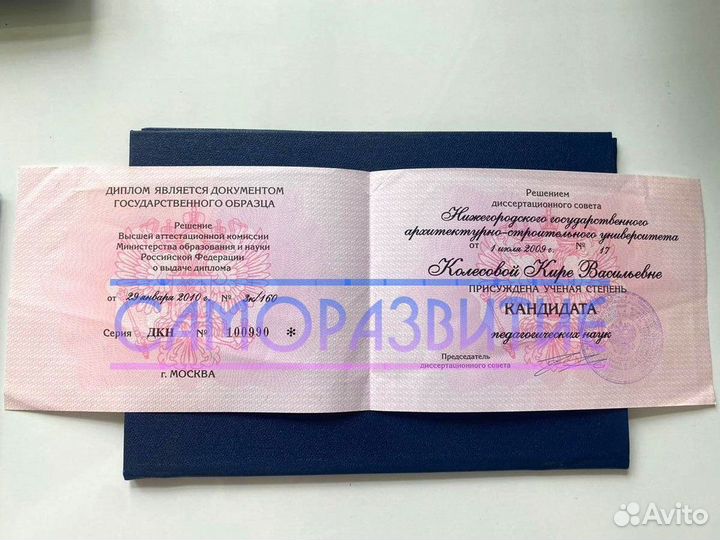 ДИПЛОМ ЯВЛЯЕТСЯ ДОКУМЕНТОМ
ГОСУДАРСТВЕННОГО ОБРАЗЦА
Решение
Высшей аттестационной комиссии
Министерства образования и науки
Российской Федерации
о выдаче диплома
от 29 января 2010 г. № 3к/160
Серия ДКН № 100990 *
г. МОСКВА
Решением
диссертационного совета
Нижегородского государственного
архитектурно-строительного университета
от 1 июля 2009 г. № 17
Колесовой Кире Васильевне
ПРИСУЖДЕНА УЧЕНАЯ СТЕПЕНЬ
КАНДИДАТА
педагогических наук
Председатель
диссертационного совета
САМОРАЗВИТИЕ
Avito